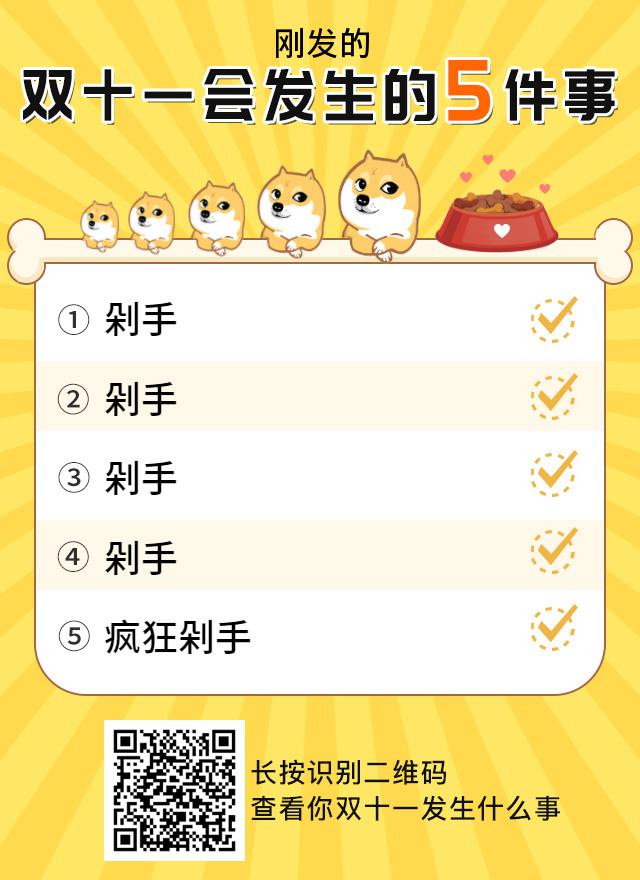 刚发的
双十一会发生的5件事
① 剁手
② 剁手
③ 剁手
④ 剁手
⑤ 疯狂剁手
长按识别二维码
查看你双十一发生什么事